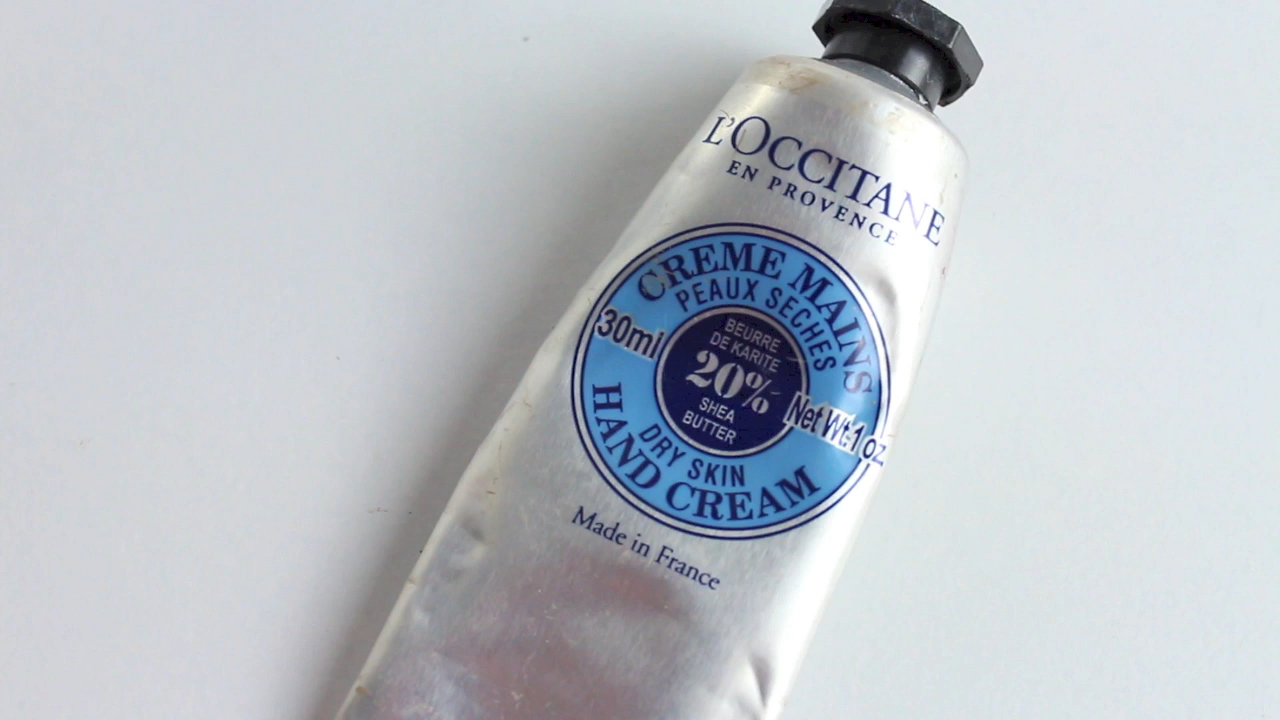 L'OCCITANE
EN PROVENCE
CREME MAINS
PEAUX SECHES
30ml
BEURRE
DE KARITE
20%
SHEA
BUTTER
Net Wt.1 oz
DRY SKIN
HAND CREAM
Made in France